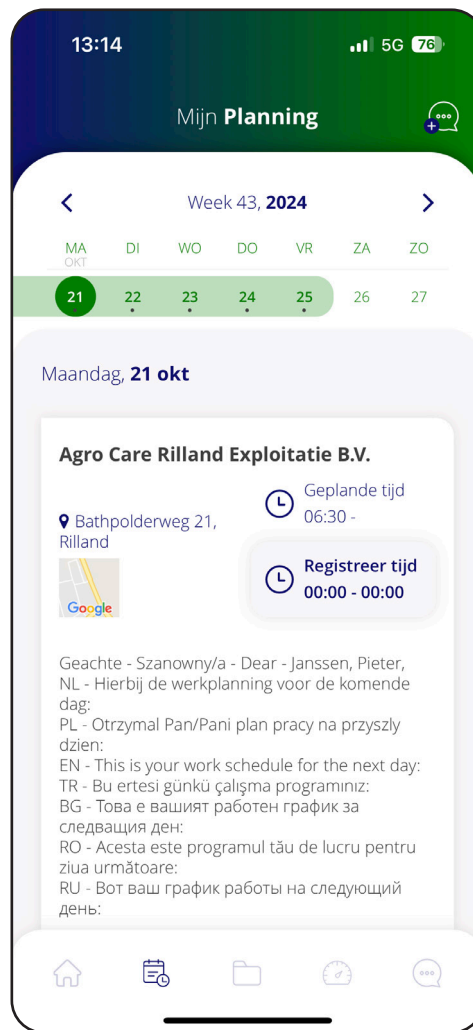 13:14
5G 76
Mijn Planning
Week 43, 2024
MA DI WO DO VR ZA ZO
OKT
21 22 23 24 25 26 27
Maandag, 21 okt
Agro Care Rilland Exploitatie B.V.
Geplande tijd
06:30 -
Bathpolderweg 21,
Rilland
Registreer tijd
00:00 - 00:00
Google
Geachte - Szanowny/a - Dear - Janssen, Pieter,
NL - Hierbij de werkplanning voor de komende
dag:
PL - Otrzymal Pan/Pani plan pracy na przyszly
dzien:
EN - This is your work schedule for the next day:
TR - Bu ertesi günkü çalışma programınız:
BG - Това е вашият работен график за
следващия ден:
RO - Acesta este programul tău de lucru pentru
ziua următoare:
RU - Вот ваш график работы на следующий
день: